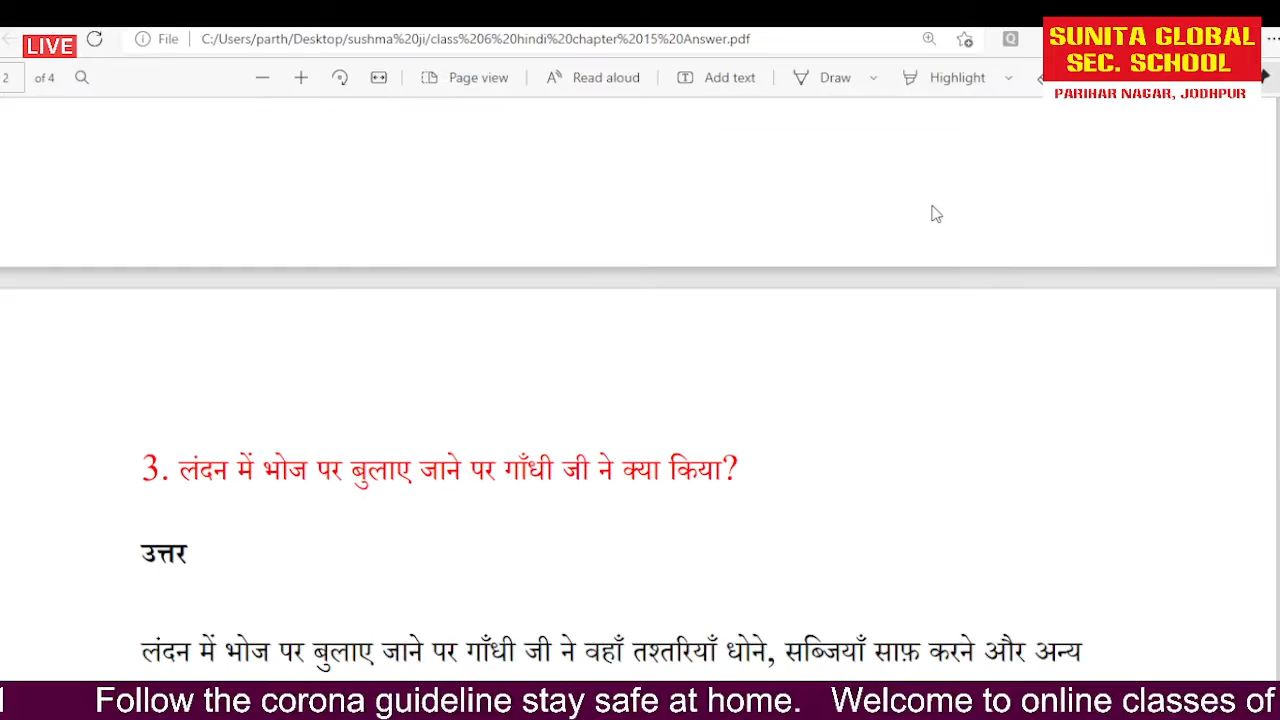 LIVE
File
C:/Users/parth/Desktop/sushma%20Ji/class%206%20hindi%20chapter%2015%20Answer.pdf
SUNITA GLOBAL
SEC. SCHOOL
PARIHAR NAGAR, JODHPUR
2 of 4
Page view
Read aloud
Add text
Draw
Highlight
3. लंदन में भोज पर बुलाए जाने पर गाँधी जी ने क्या किया?
उत्तर
लंदन में भोज पर बुलाए जाने पर गाँधी जी ने वहाँ तश्तरियाँ धोने, सब्जियाँ साफ़ करने और अन्य
Follow the corona guideline stay safe at home. Welcome to online classes of